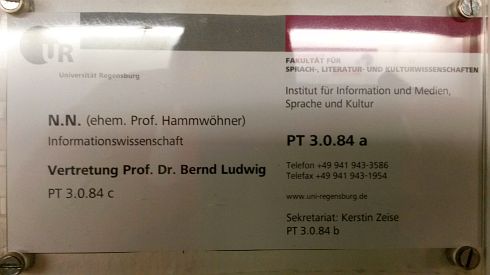 UR
Universität Regensburg
N.N. (ehem. Prof. Hammwöhner)
Informationswissenschaft
Vertretung Prof. Dr. Bernd Ludwig
PT 3.0.84 c
FAKULTÄT FÜR
SPRACH-, LITERATUR- UND KULTURWISSENSCHAFTEN
Institut für Information und Medien,
Sprache und Kultur
PT 3.0.84 a
Telefon +49 941 943-3586
Telefax +49 941 943-1954
www.uni-regensburg.de
Sekretariat: Kerstin Zeise
PT 3.0.84 b